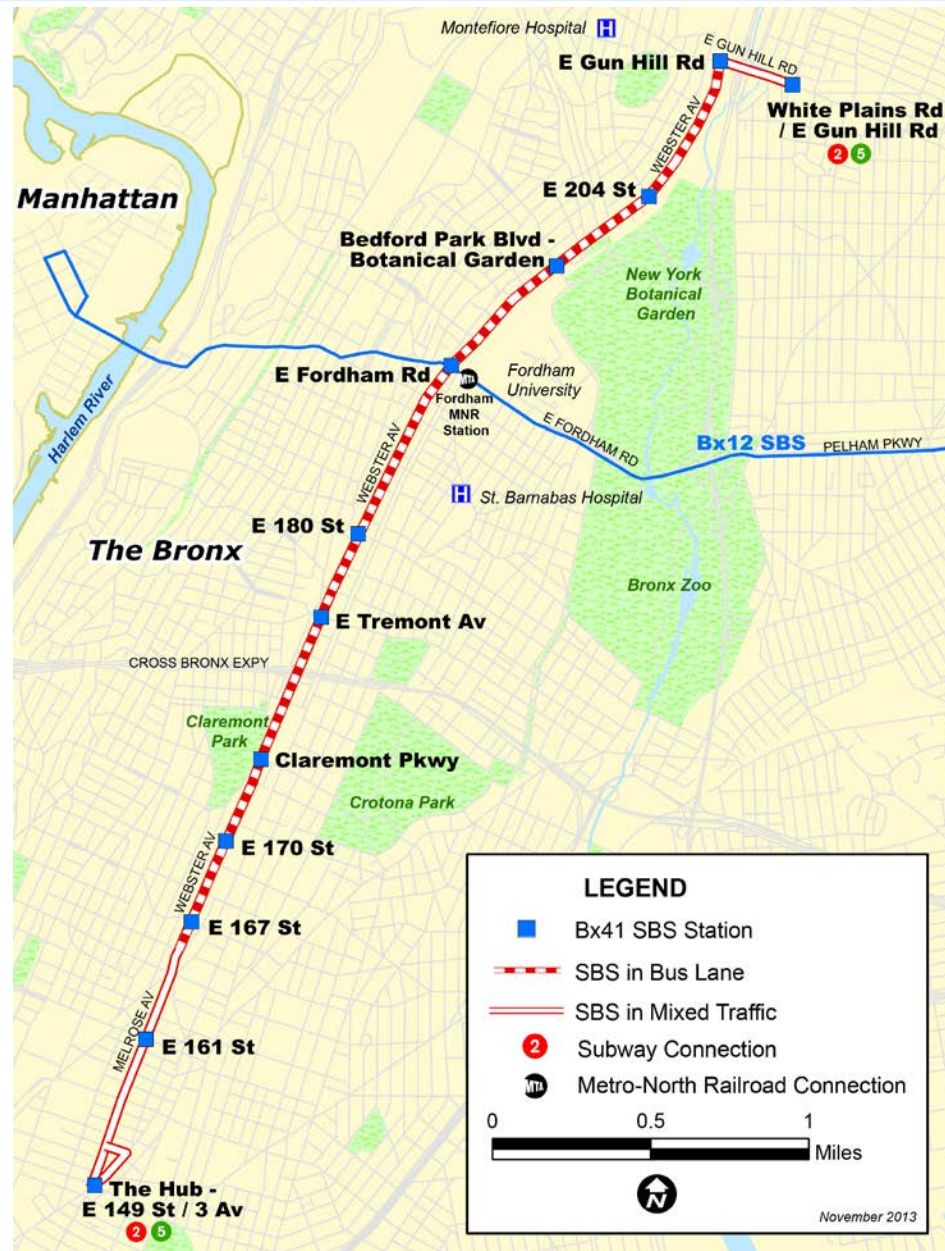 Montefiore Hospital H
E Gun Hill Rd
E GUN HILL RD
White Plains Rd
/ E Gun Hill Rd
2 5
WEBSTER AV
Manhattan
E 204 St
Bedford Park Blvd -
Botanical Garden
New York
Botanical
Garden
Harlem River
E Fordham Rd
MTA
Fordham
MNR
Station
Fordham
University
E FORDHAM RD
Bx12 SBS
PELHAM PKWY
WEBSTER AV
H St. Barnabas Hospital
E 180 St
The Bronx
Bronx Zoo
E Tremont Av
CROSS BRONX EXPY
Claremont
Park
Claremont Pkwy
Crotona Park
E 170 St
WEBSTER AV
E 167 St
MELROSE AV
E 161 St
The Hub -
E 149 St / 3 Av
2 5
LEGEND
Bx41 SBS Station
SBS in Bus Lane
SBS in Mixed Traffic
2 Subway Connection
MTA Metro-North Railroad Connection
0 0.5 1
Miles
N
November 2013